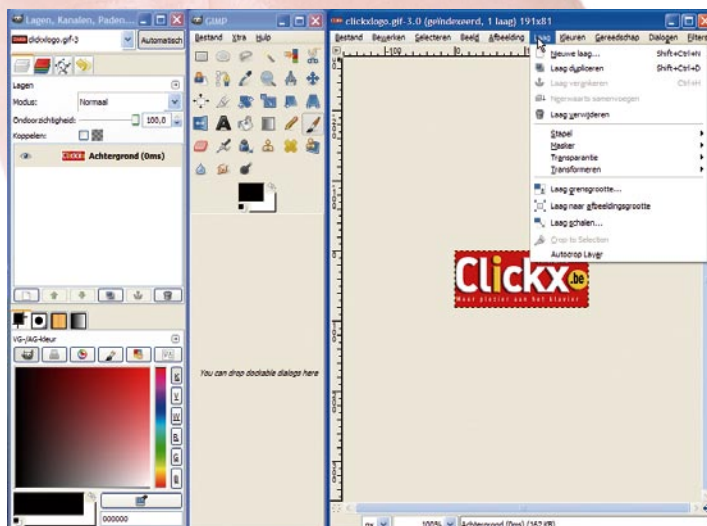 Lagen, Kanalen, Paden...
clickxlogo.gif-3
Automatisch
Lagen
Modus:
Normaal
Ondoorzichtigheid:
100,0
Koppelen:
Achtergrond (0ms)
VG-/AG-kleur
000000
GIMP
Bestand Xtra Hulp
You can drop dockable dialogs here
clickxlogo.gif-3.0 (geïndexeerd, 1 laag) 191x81
Bestand Bewerken Selecteren Beeld Afbeelding Laag Kleuren Gereedschap Dialogen Filters
Nieuwe laag... Shift+Ctrl+N
Laag dupliceren Shift+Ctrl+D
Laag verankeren Ctrl+H
Neerwaarts samenvoegen
Laag verwijderen
Stapel
Masker
Transparantie
Transformeren
Laag grensgrootte...
Laag naar afbeeldingsgrootte
Laag schalen...
Crop to Selection
Autocrop Layer
Clickx.be
Meer plezier aan het klavier
px 100% Achtergrond (0ms) (162 KB)